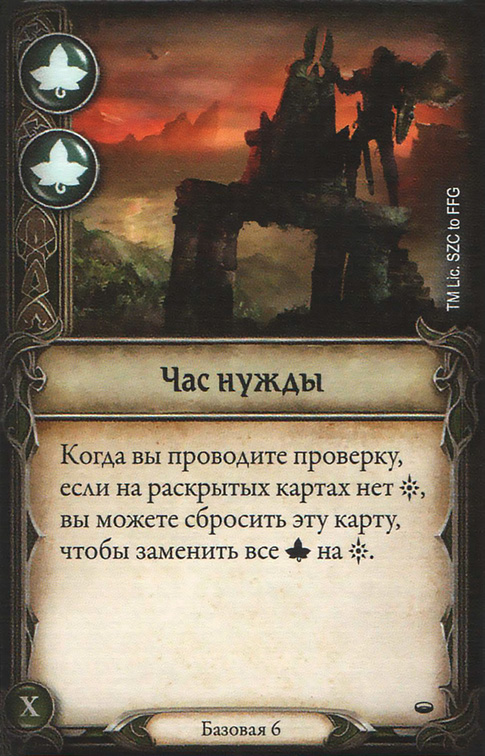 TM Lic. SZC to FFG
Час нужды
Когда вы проводите проверку,
если на раскрытых картах нет ,
вы можете сбросить эту карту,
чтобы заменить все на .
X
Базовая 6